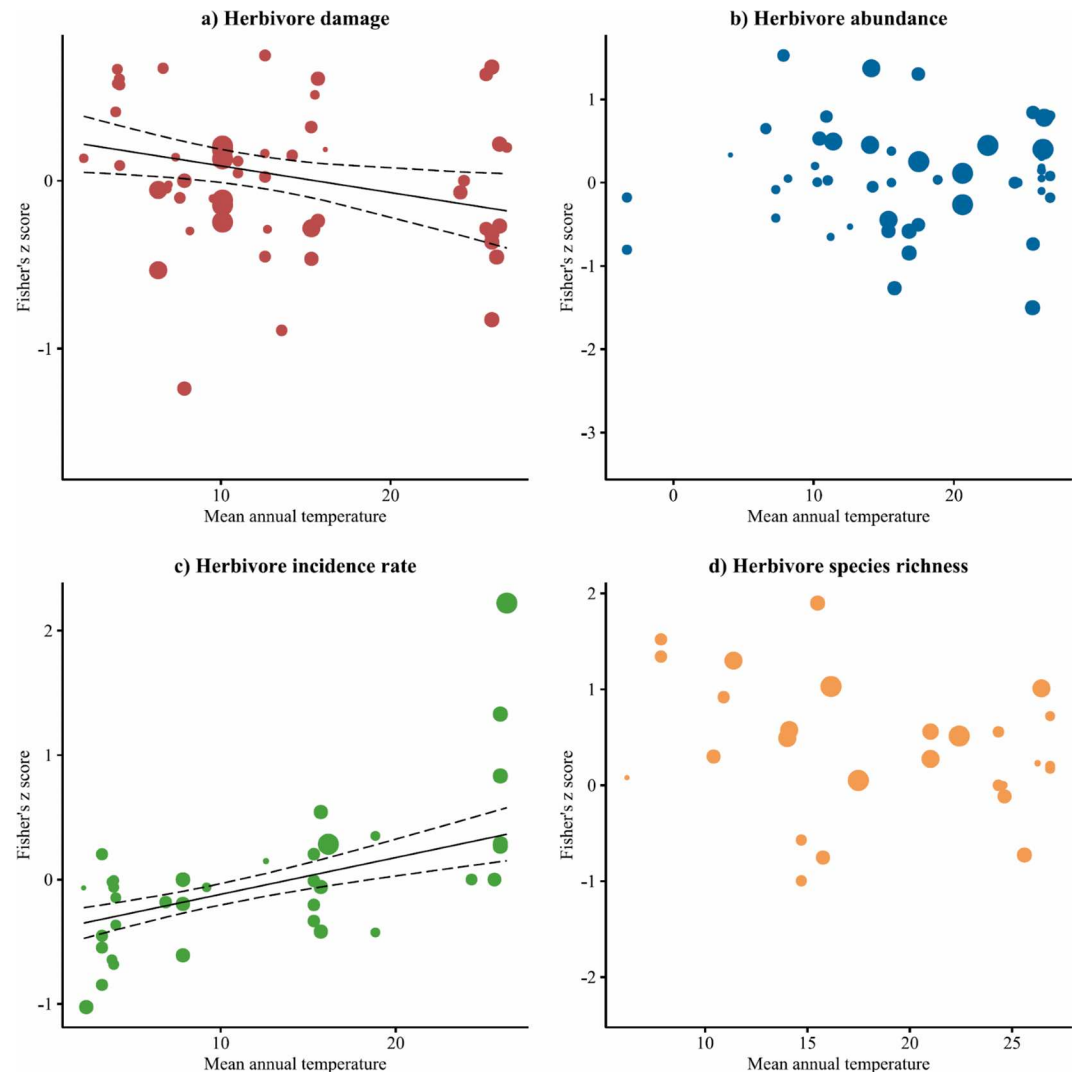 a) Herbivore damage
Fisher's z score
0
-1
10
20
Mean annual temperature
b) Herbivore abundance
Fisher's z score
1
0
-1
-2
-3
0
10
20
Mean annual temperature
c) Herbivore incidence rate
Fisher's z score
2
1
0
-1
10
20
Mean annual temperature
d) Herbivore species richness
Fisher's z score
2
1
0
-1
-2
10
15
20
25
Mean annual temperature